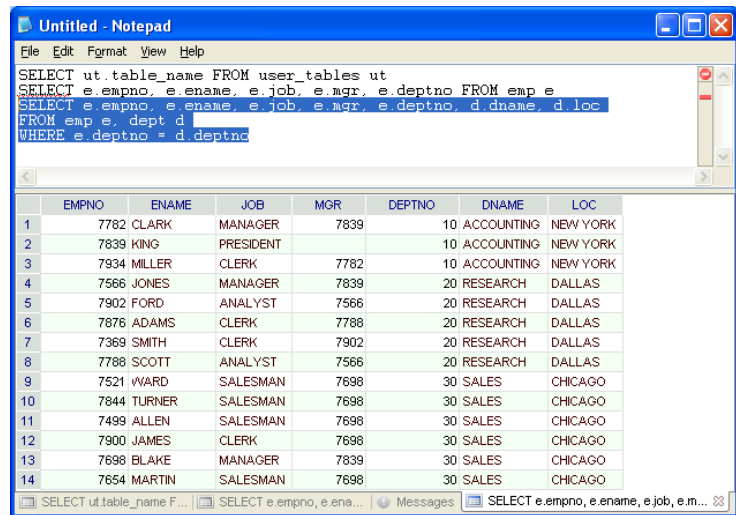 Untitled - Notepad
File Edit Format View Help
SELECT ut.table_name FROM user_tables ut
SELECT e.empno, e.ename, e.job, e.mgr, e.deptno FROM emp e
SELECT e.empno, e.ename, e.job, e.mgr, e.deptno, d.dname, d.loc
FROM emp e, dept d
WHERE e.deptno = d.deptno
EMPNO ENAME JOB MGR DEPTNO DNAME LOC
1 7782 CLARK MANAGER 7839 10 ACCOUNTING NEW YORK
2 7839 KING PRESIDENT 10 ACCOUNTING NEW YORK
3 7934 MILLER CLERK 7782 10 ACCOUNTING NEW YORK
4 7566 JONES MANAGER 7839 20 RESEARCH DALLAS
5 7902 FORD ANALYST 7566 20 RESEARCH DALLAS
6 7876 ADAMS CLERK 7788 20 RESEARCH DALLAS
7 7369 SMITH CLERK 7902 20 RESEARCH DALLAS
8 7788 SCOTT ANALYST 7566 20 RESEARCH DALLAS
9 7521 WARD SALESMAN 7698 30 SALES CHICAGO
10 7844 TURNER SALESMAN 7698 30 SALES CHICAGO
11 7499 ALLEN SALESMAN 7698 30 SALES CHICAGO
12 7900 JAMES CLERK 7698 30 SALES CHICAGO
13 7698 BLAKE MANAGER 7839 30 SALES CHICAGO
14 7654 MARTIN SALESMAN 7698 30 SALES CHICAGO
SELECT ut.table_name F... SELECT e.empno, e.ena... Messages SELECT e.empno, e.ename, e.job, e.m...